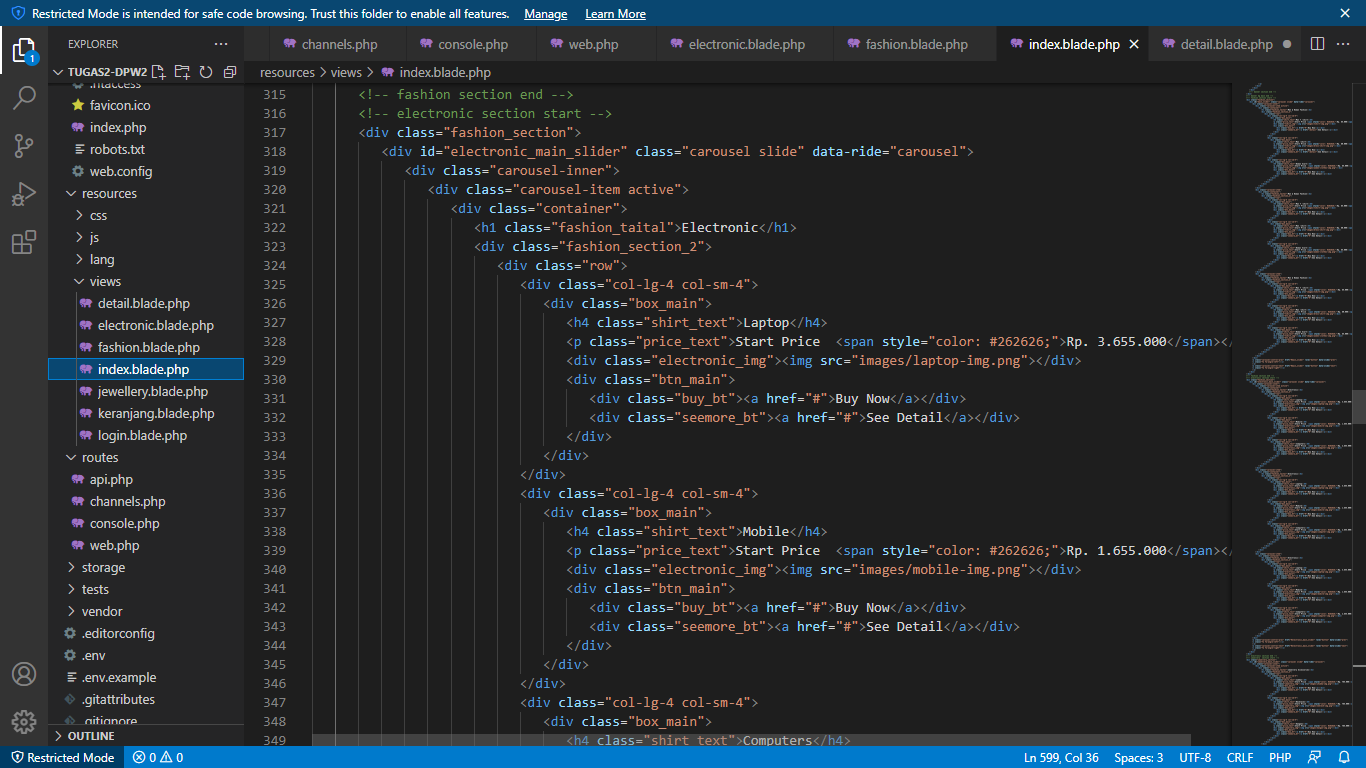 Restricted Mode is intended for safe code browsing. Trust this folder to enable all features. Manage Learn More
EXPLORER
channels.php console.php web.php electronic.blade.php fashion.blade.php index.blade.php detail.blade.php
TUGAS2-DPW2
resources > views > index.blade.php
.htaccess
favicon.ico
index.php
robots.txt
web.config
resources
css
js
lang
views
detail.blade.php
electronic.blade.php
fashion.blade.php
index.blade.php
jewellery.blade.php
keranjang.blade.php
login.blade.php
routes
api.php
channels.php
console.php
web.php
storage
tests
vendor
.editorconfig
.env
.env.example
.gitattributes
.gitignore
OUTLINE
1
315 <!-- fashion section end -->
316 <!-- electronic section start -->
317 <div class="fashion_section">
318 <div id="electronic_main_slider" class="carousel slide" data-ride="carousel">
319 <div class="carousel-inner">
320 <div class="carousel-item active">
321 <div class="container">
322 <h1 class="fashion_taital">Electronic</h1>
323 <div class="fashion_section_2">
324 <div class="row">
325 <div class="col-lg-4 col-sm-4">
326 <div class="box_main">
327 <h4 class="shirt_text">Laptop</h4>
328 <p class="price_text">Start Price  <span style="color: #262626;">Rp. 3.655.000</span></
329 <div class="electronic_img"><img src="images/laptop-img.png"></div>
330 <div class="btn_main">
331 <div class="buy_bt"><a href="#">Buy Now</a></div>
332 <div class="seemore_bt"><a href="#">See Detail</a></div>
333 </div>
334 </div>
335 </div>
336 <div class="col-lg-4 col-sm-4">
337 <div class="box_main">
338 <h4 class="shirt_text">Mobile</h4>
339 <p class="price_text">Start Price  <span style="color: #262626;">Rp. 1.655.000</span></
340 <div class="electronic_img"><img src="images/mobile-img.png"></div>
341 <div class="btn_main">
342 <div class="buy_bt"><a href="#">Buy Now</a></div>
343 <div class="seemore_bt"><a href="#">See Detail</a></div>
344 </div>
345 </div>
346 </div>
347 <div class="col-lg-4 col-sm-4">
348 <div class="box_main">
349 <h4 class="shirt_text">Computers</h4>
Restricted Mode 0 0 Ln 599, Col 36 Spaces: 3 UTF-8 CRLF PHP